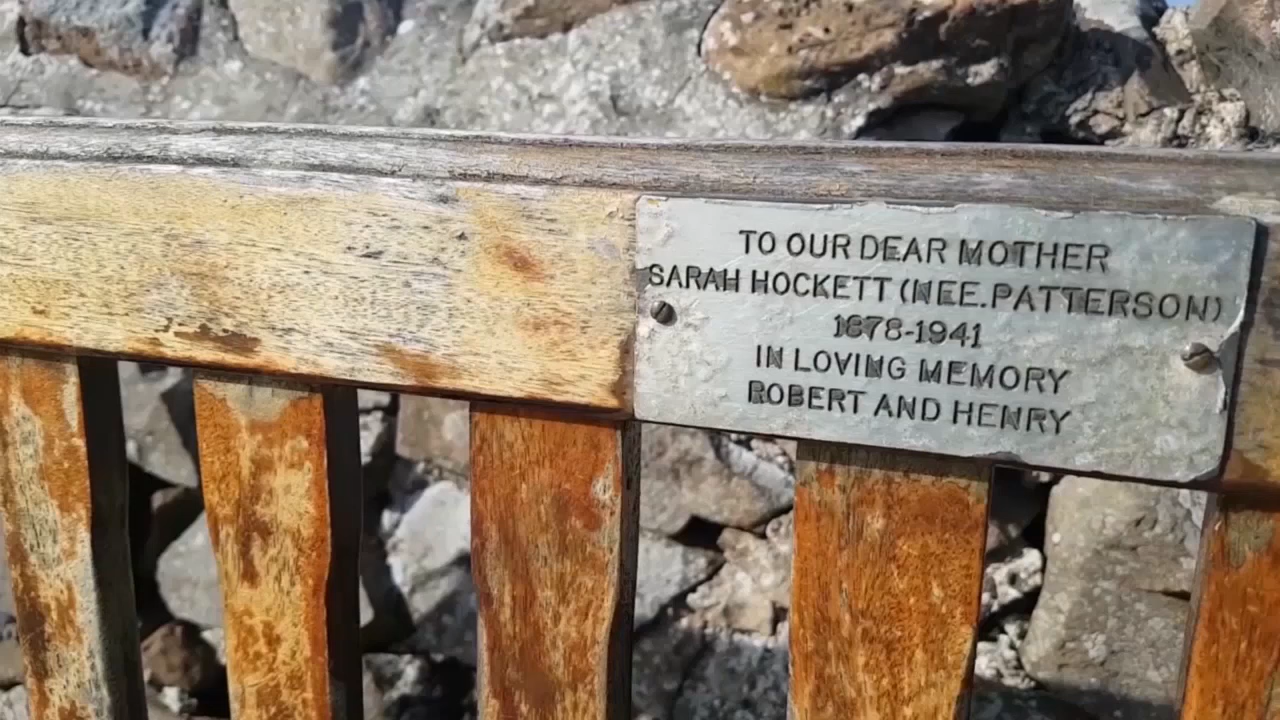 TO OUR DEAR MOTHER
SARAH HOCKETT (NEE.PATTERSON)
1878-1941
IN LOVING MEMORY
ROBERT AND HENRY